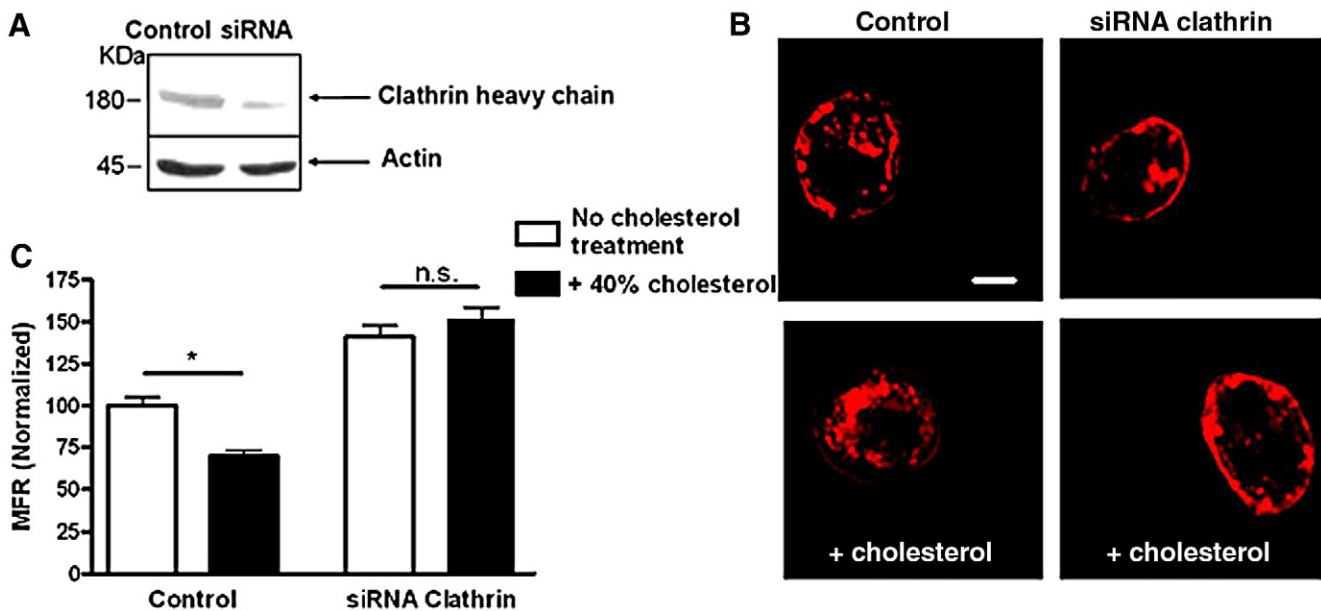 A
Control siRNA
KDa
180
Clathrin heavy chain
45
Actin
B
Control
siRNA clathrin
+ cholesterol
+ cholesterol
C
No cholesterol
treatment
+ 40% cholesterol
MFR (Normalized)
175
150
125
100
75
50
25
0
*
n.s.
Control
siRNA Clathrin